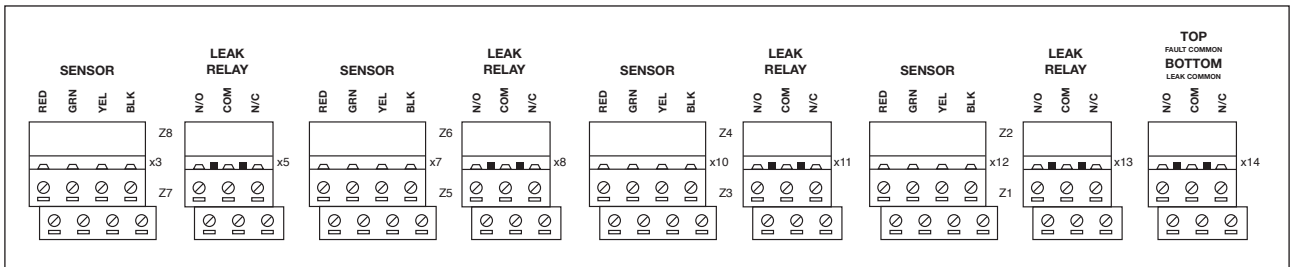 SENSOR
RED GRN YEL BLK
Z8
x3
Z7
LEAK
RELAY
N/O COM N/C
x5
SENSOR
RED GRN YEL BLK
Z6
x7
Z5
LEAK
RELAY
N/O COM N/C
x8
SENSOR
RED GRN YEL BLK
Z4
x10
Z3
LEAK
RELAY
N/O COM N/C
x11
SENSOR
RED GRN YEL BLK
Z2
x12
Z1
LEAK
RELAY
N/O COM N/C
x13
TOP
FAULT COMMON
BOTTOM
LEAK COMMON
N/O COM N/C
x14